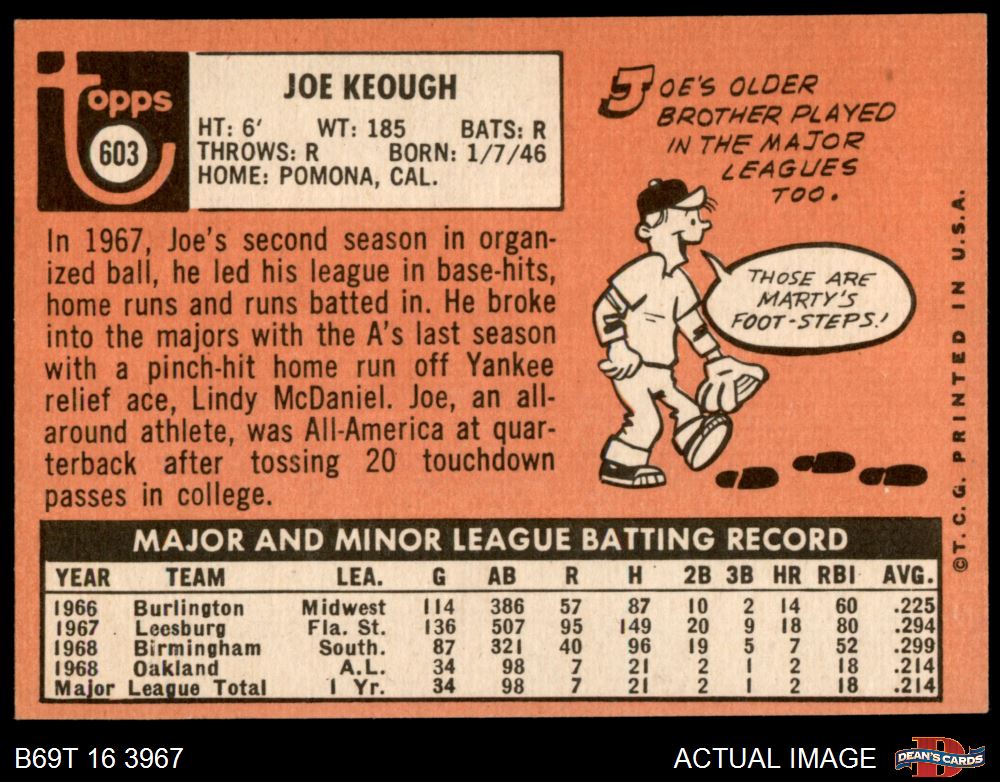 Topps
603
JOE KEOUGH
HT: 6' WT: 185 BATS: R
THROWS: R BORN: 1/7/46
HOME: POMONA, CAL.
JOE'S OLDER
BROTHER PLAYED
IN THE MAJOR
LEAGUES
TOO.
THOSE ARE
MARTY'S
FOOT-STEPS!
In 1967, Joe's second season in organ-
ized ball, he led his league in base-hits,
home runs and runs batted in. He broke
into the majors with the A's last season
with a pinch-hit home run off Yankee
relief ace, Lindy McDaniel. Joe, an all-
around athlete, was All-America at quar-
terback after tossing 20 touchdown
passes in college.
MAJOR AND MINOR LEAGUE BATTING RECORD
YEAR TEAM LEA. G AB R H 2B 3B HR RBI AVG.
1966 Burlington Midwest 114 386 57 87 10 2 14 60 .225
1967 Leesburg Fla. St. 136 507 95 149 20 9 18 80 .294
1968 Birmingham South. 87 321 40 96 19 5 7 52 .299
1968 Oakland A.L. 34 98 7 21 2 1 2 18 .214
Major League Total 1 Yr. 34 98 7 21 2 1 2 18 .214
©T.C.G. PRINTED IN U.S.A.
B69T 16 3967
ACTUAL IMAGE
D
DEAN'S CARDS